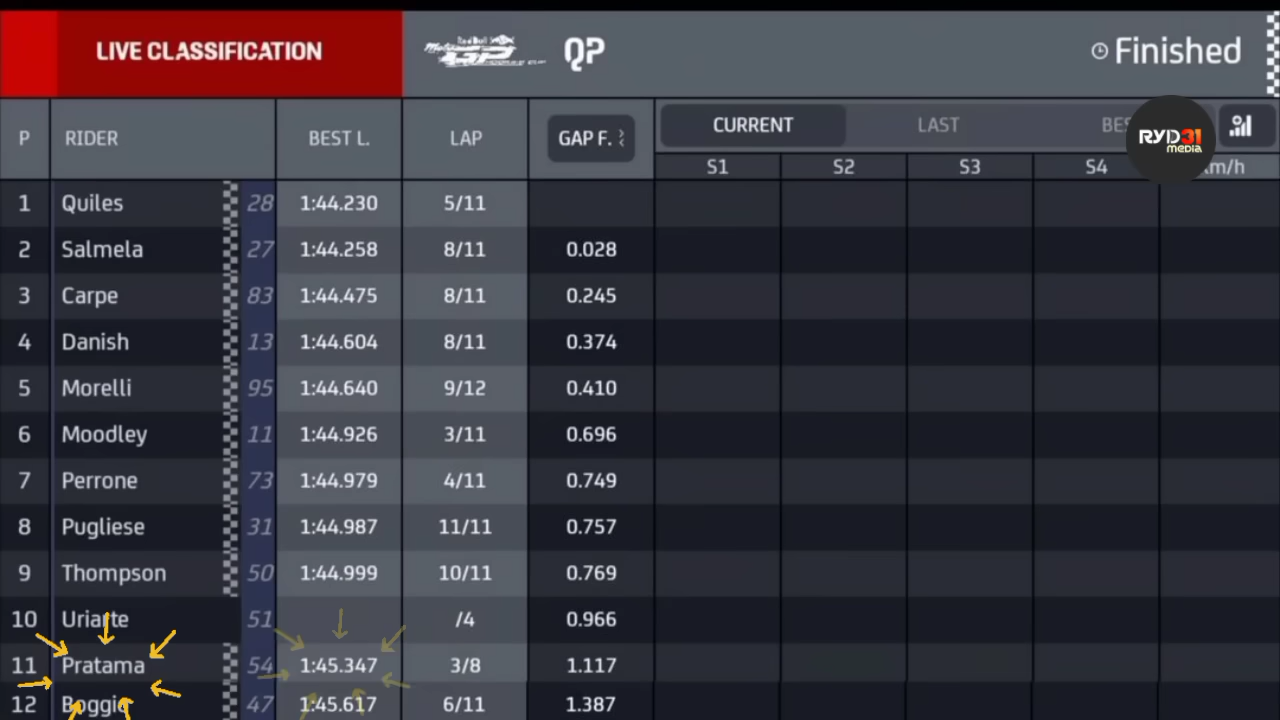 LIVE CLASSIFICATION Red Bull GP QP Finished
P RIDER BEST L. LAP GAP F. CURRENT LAST BES
S1 S2 S3 S4 km/h
RYD31
media
1 Quiles 28 1:44.230 5/11
2 Salmela 27 1:44.258 8/11 0.028
3 Carpe 83 1:44.475 8/11 0.245
4 Danish 13 1:44.604 8/11 0.374
5 Morelli 95 1:44.640 9/12 0.410
6 Moodley 11 1:44.926 3/11 0.696
7 Perrone 73 1:44.979 4/11 0.749
8 Pugliese 31 1:44.987 11/11 0.757
9 Thompson 50 1:44.999 10/11 0.769
10 Uriarte 51 /4 0.966
11 Pratama 54 1:45.347 3/8 1.117
12 Boggio 47 1:45.617 6/11 1.387